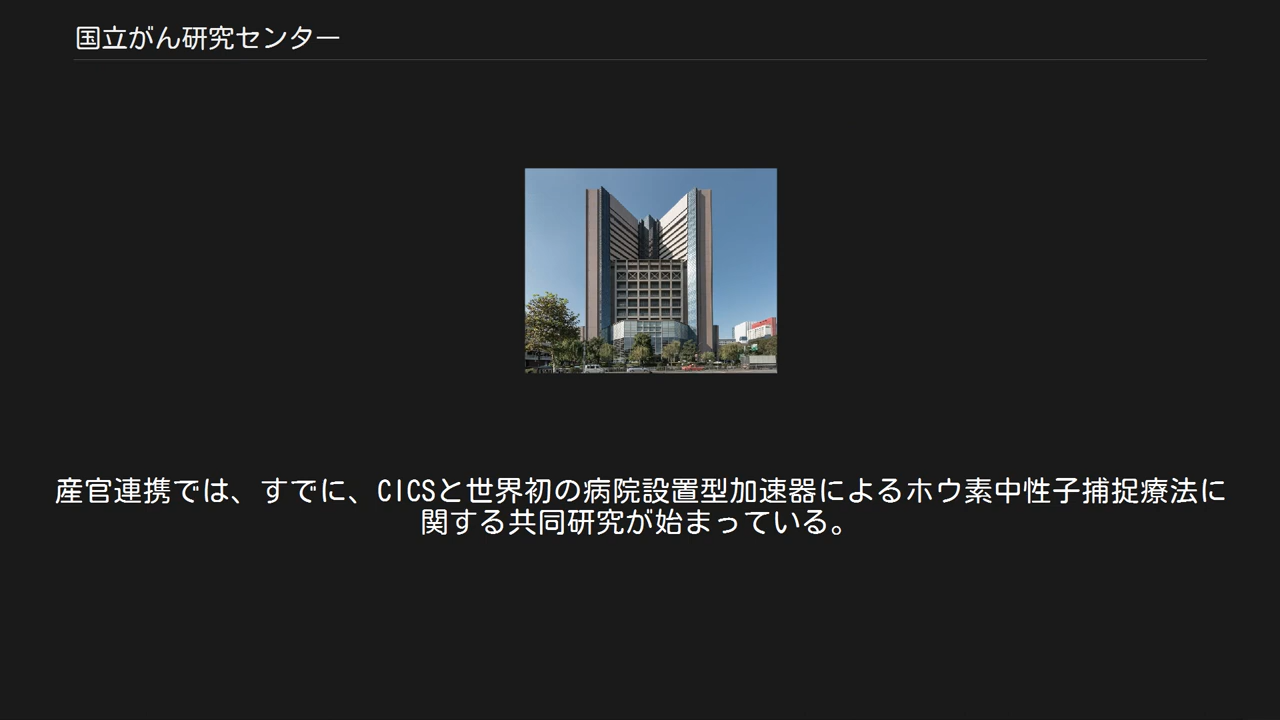 国立がん研究センター
産官連携では、すでに、CICSと世界初の病院設置型加速器によるホウ素中性子捕捉療法に
関する共同研究が始まっている。